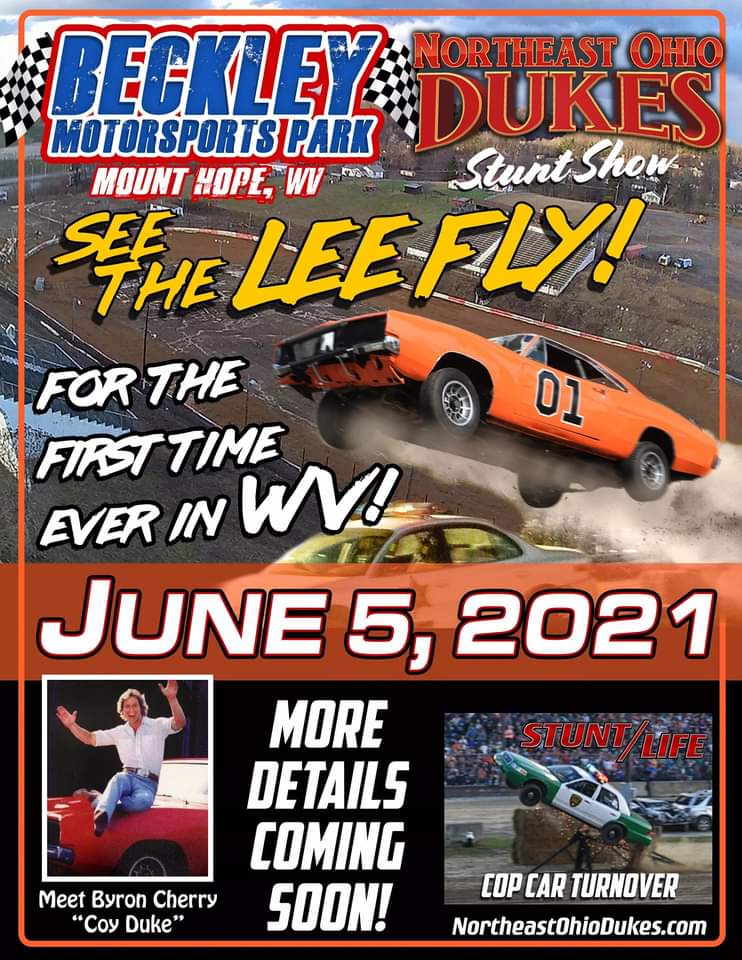 BECKLEY
MOTORSPORTS PARK
MOUNT HOPE, WV
NORTHEAST OHIO
DUKES
Stunt Show
SEE
THE LEE FLY!
FOR THE
FIRST TIME
EVER IN WV!
01
JUNE 5, 2021
Meet Byron Cherry
“Coy Duke”
MORE
DETAILS
COMING
SOON!
STUNT/LIFE
COP CAR TURNOVER
NortheastOhioDukes.com